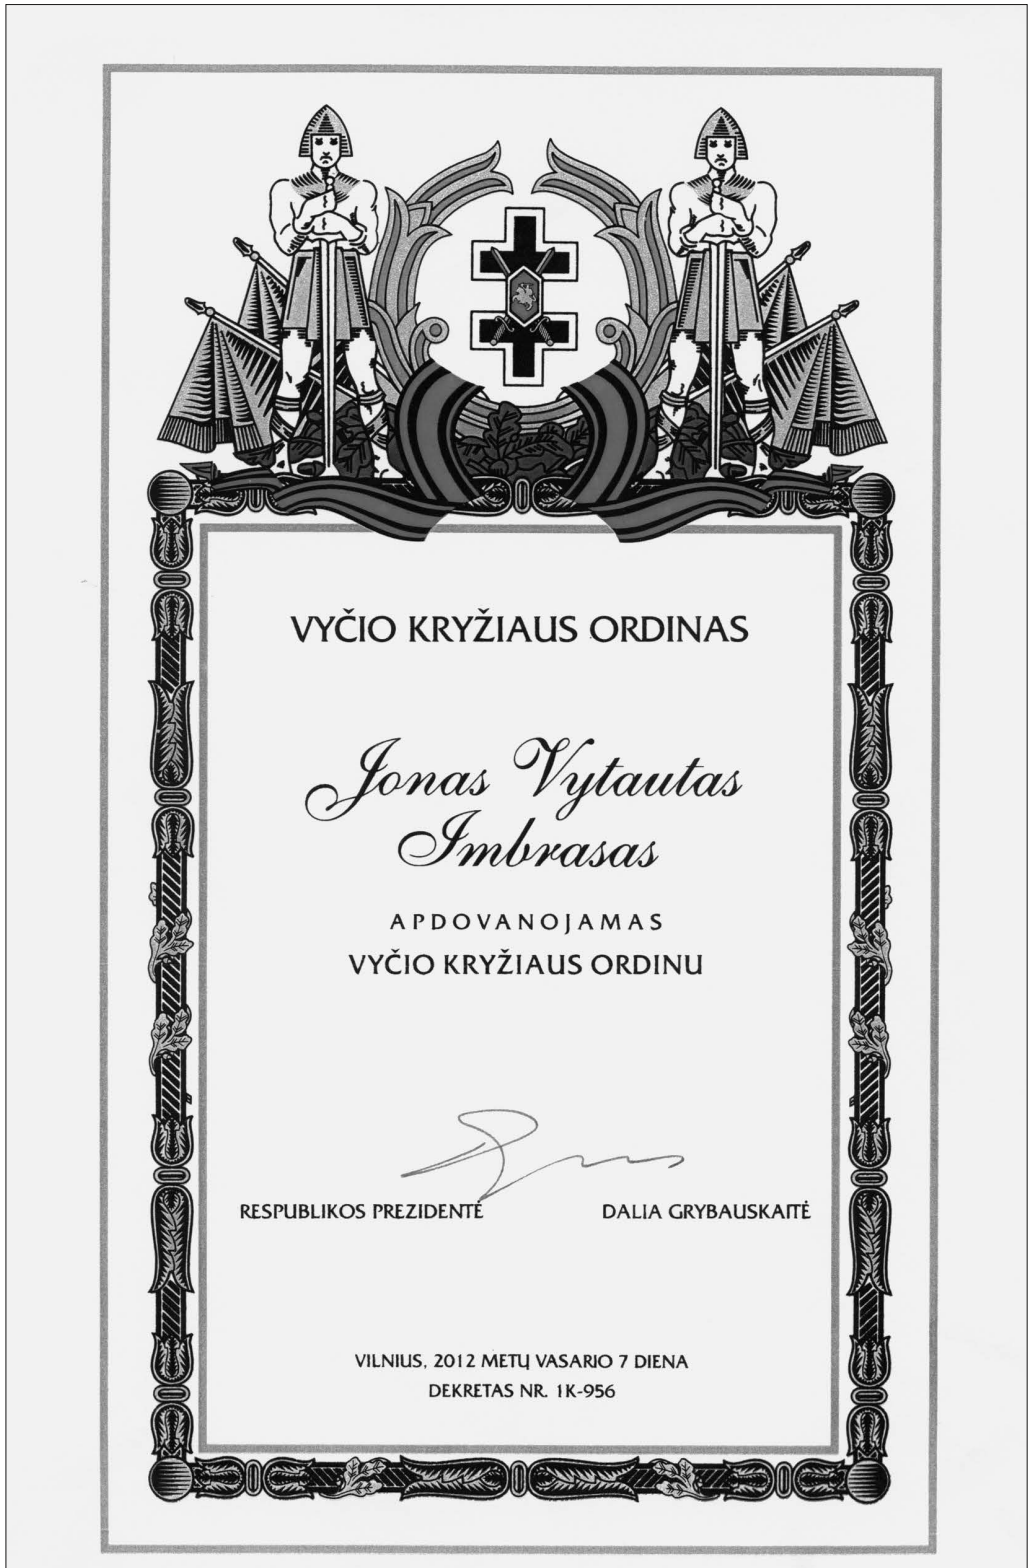 VYČIO KRYŽIAUS ORDINAS
Jonas Vytautas
Imbrasas
APDOVANOJAMAS
VYČIO KRYŽIAUS ORDINU
RESPUBLIKOS PREZIDENTĖ DALIA GRYBAUSKAITĖ
VILNIUS, 2012 METŲ VASARIO 7 DIENA
DEKRETAS NR. 1K-956